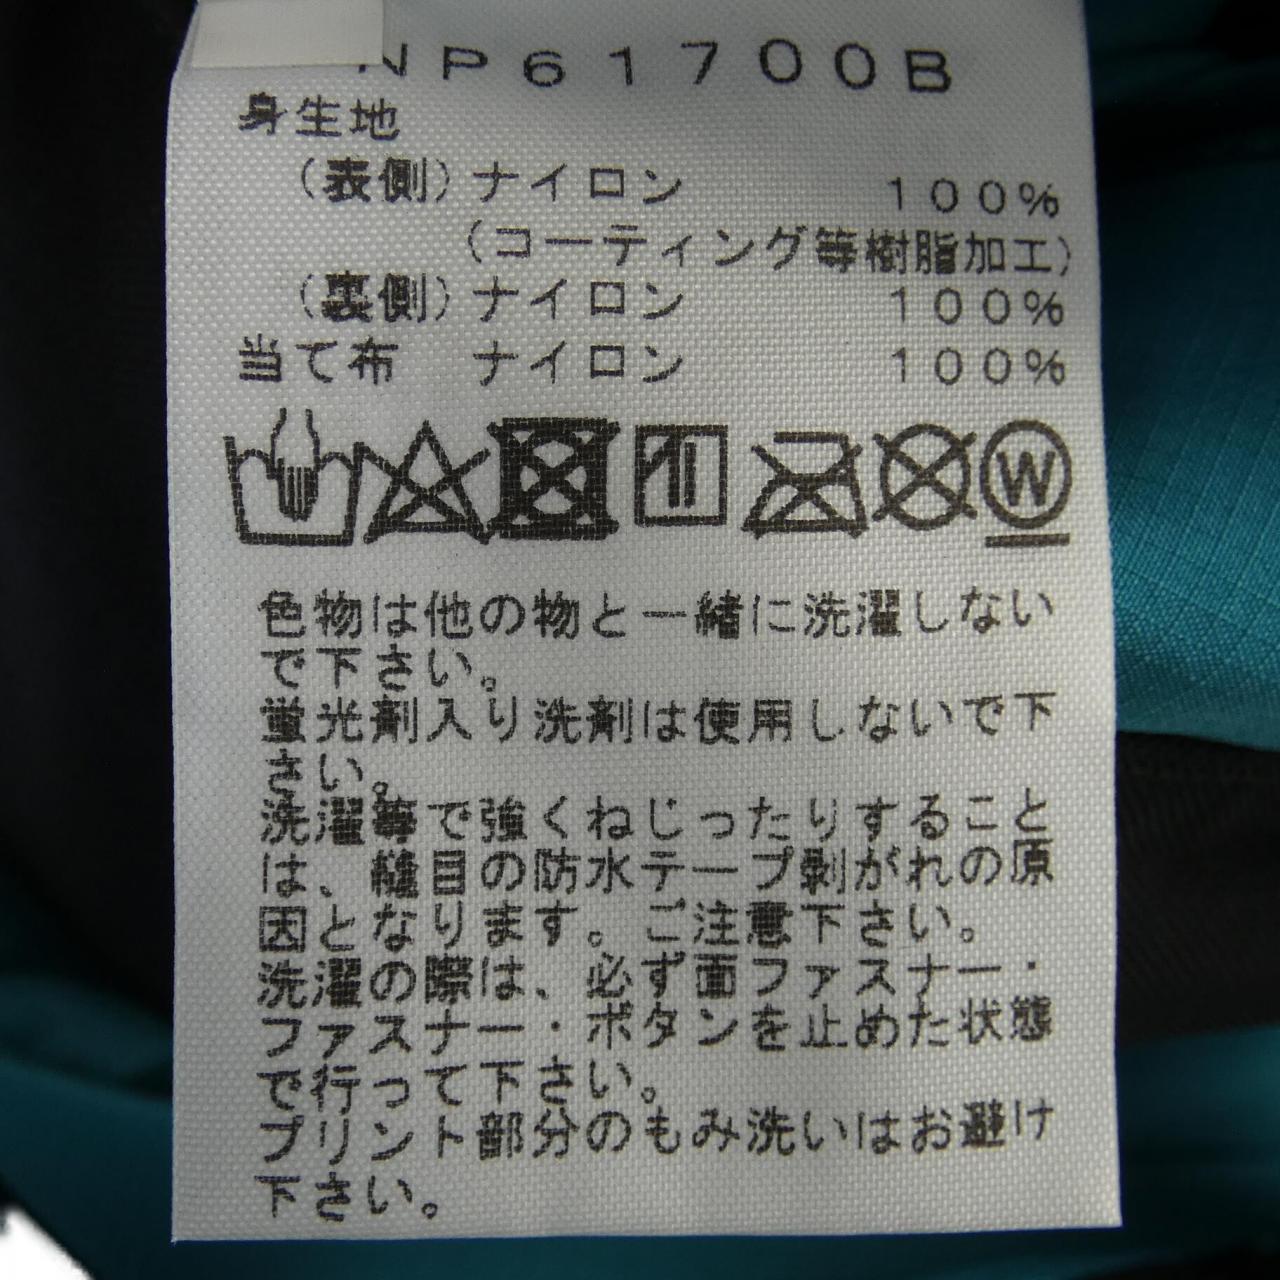 NP61700B
身生地
（表側）ナイロン 100%
（コーティング等樹脂加工）
（裏側）ナイロン 100%
当て布 ナイロン 100%
W
色物は他の物と一緒に洗濯しない
で下さい。
蛍光剤入り洗剤は使用しないで下
さい。
洗濯等で強くねじったりすること
は、縫目の防水テープ剥がれの原
因となります。ご注意下さい。
洗濯の際は、必ず面ファスナー・
ファスナー・ボタンを止めた状態
で行って下さい。
プリント部分のもみ洗いはお避け
下さい。